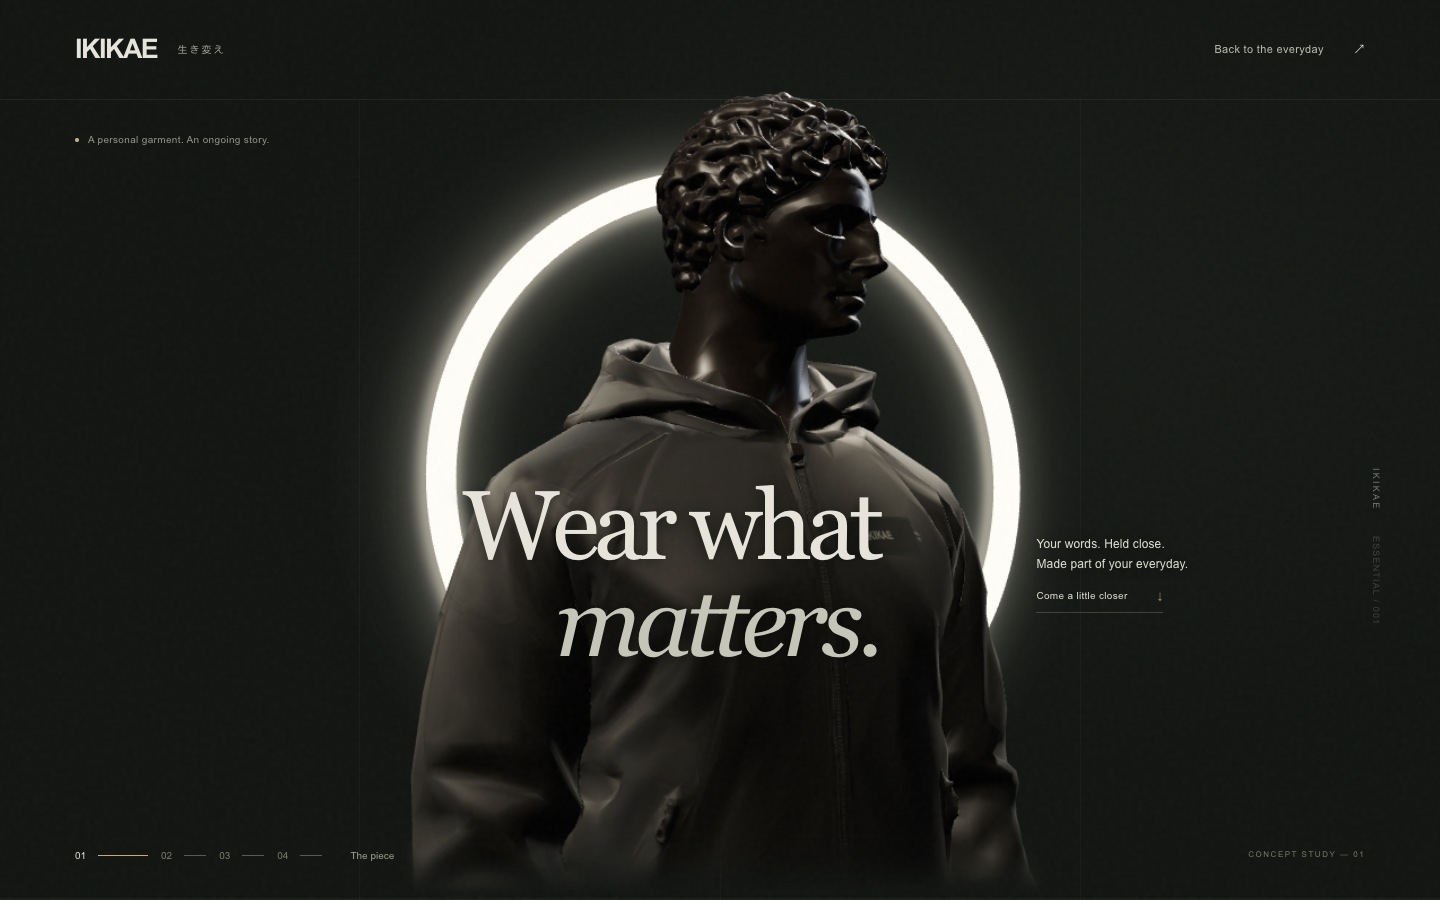 IKIKAE 生き変え
Back to the everyday ↗
A personal garment. An ongoing story.
Wear what
matters.
IKIKAE
Your words. Held close.
Made part of your everyday.
Come a little closer ↓
IKIKAE ESSENTIAL / 001
01 02 03 04 The piece
CONCEPT STUDY — 01